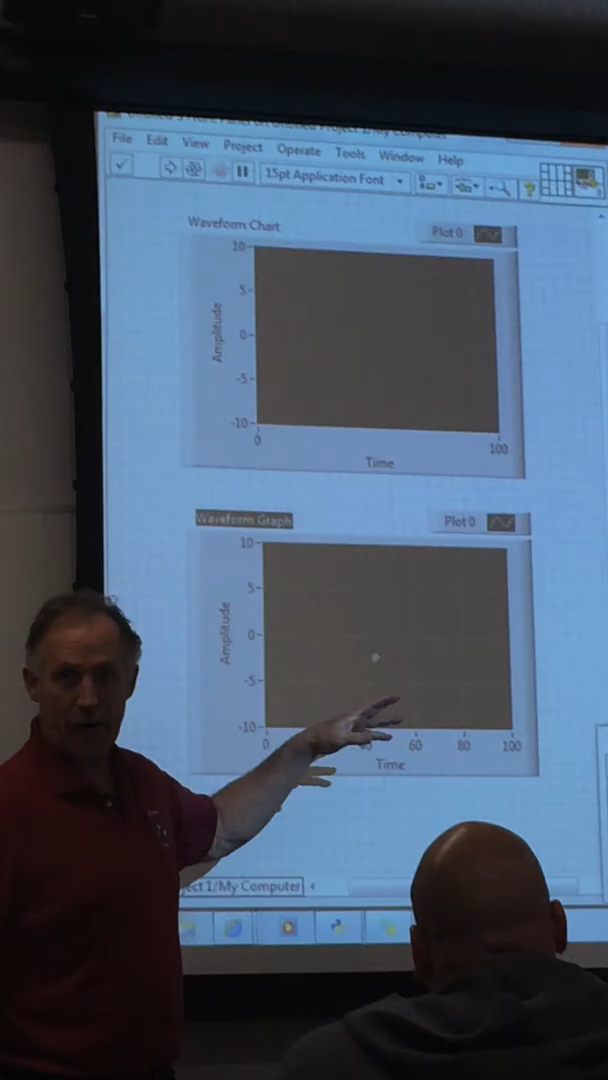 File Edit View Project Operate Tools Window Help
15pt Application Font
Waveform Chart
Plot 0
10
5
0
-5
-10
Amplitude
0 100
Time
Waveform Graph
Plot 0
10
5
0
-5
-10
Amplitude
0 60 80 100
Time
ject 1/My Computer